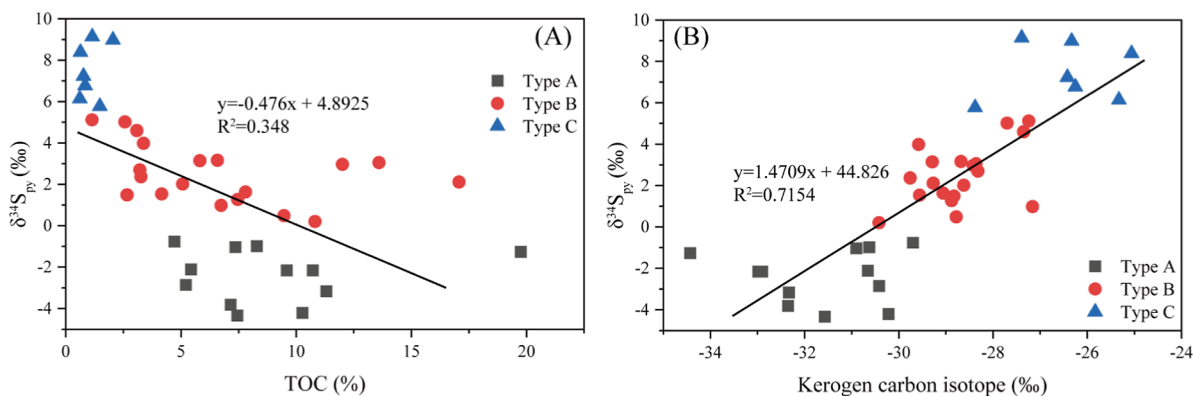 (A)
10
8
6
4
2
0
-2
-4
δ³⁴Spy (‰)
y=-0.476x + 4.8925
R²=0.348
Type A
Type B
Type C
0 5 10 15 20
TOC (%)
(B)
10
8
6
4
2
0
-2
-4
δ³⁴Spy (‰)
y=1.4709x + 44.826
R²=0.7154
Type A
Type B
Type C
-34 -32 -30 -28 -26 -24
Kerogen carbon isotope (‰)